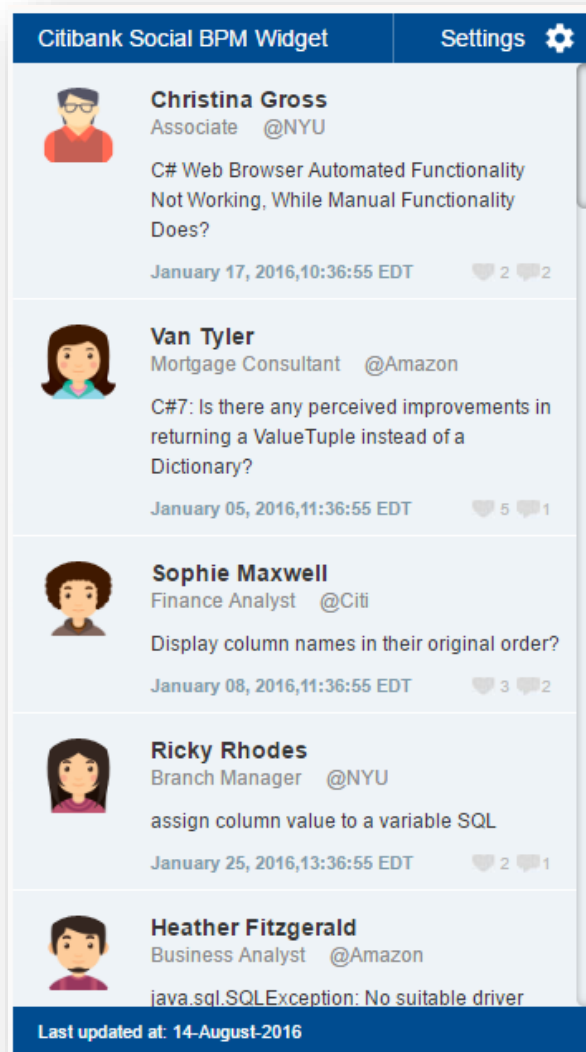 Citibank Social BPM Widget Settings
Christina Gross
Associate @NYU
C# Web Browser Automated Functionality
Not Working, While Manual Functionality
Does?
January 17, 2016,10:36:55 EDT 2 2
Van Tyler
Mortgage Consultant @Amazon
C#7: Is there any perceived improvements in
returning a ValueTuple instead of a
Dictionary?
January 05, 2016,11:36:55 EDT 5 1
Sophie Maxwell
Finance Analyst @Citi
Display column names in their original order?
January 08, 2016,11:36:55 EDT 3 2
Ricky Rhodes
Branch Manager @NYU
assign column value to a variable SQL
January 25, 2016,13:36:55 EDT 2 1
Heather Fitzgerald
Business Analyst @Amazon
java.sql.SQLException: No suitable driver
Last updated at: 14-August-2016